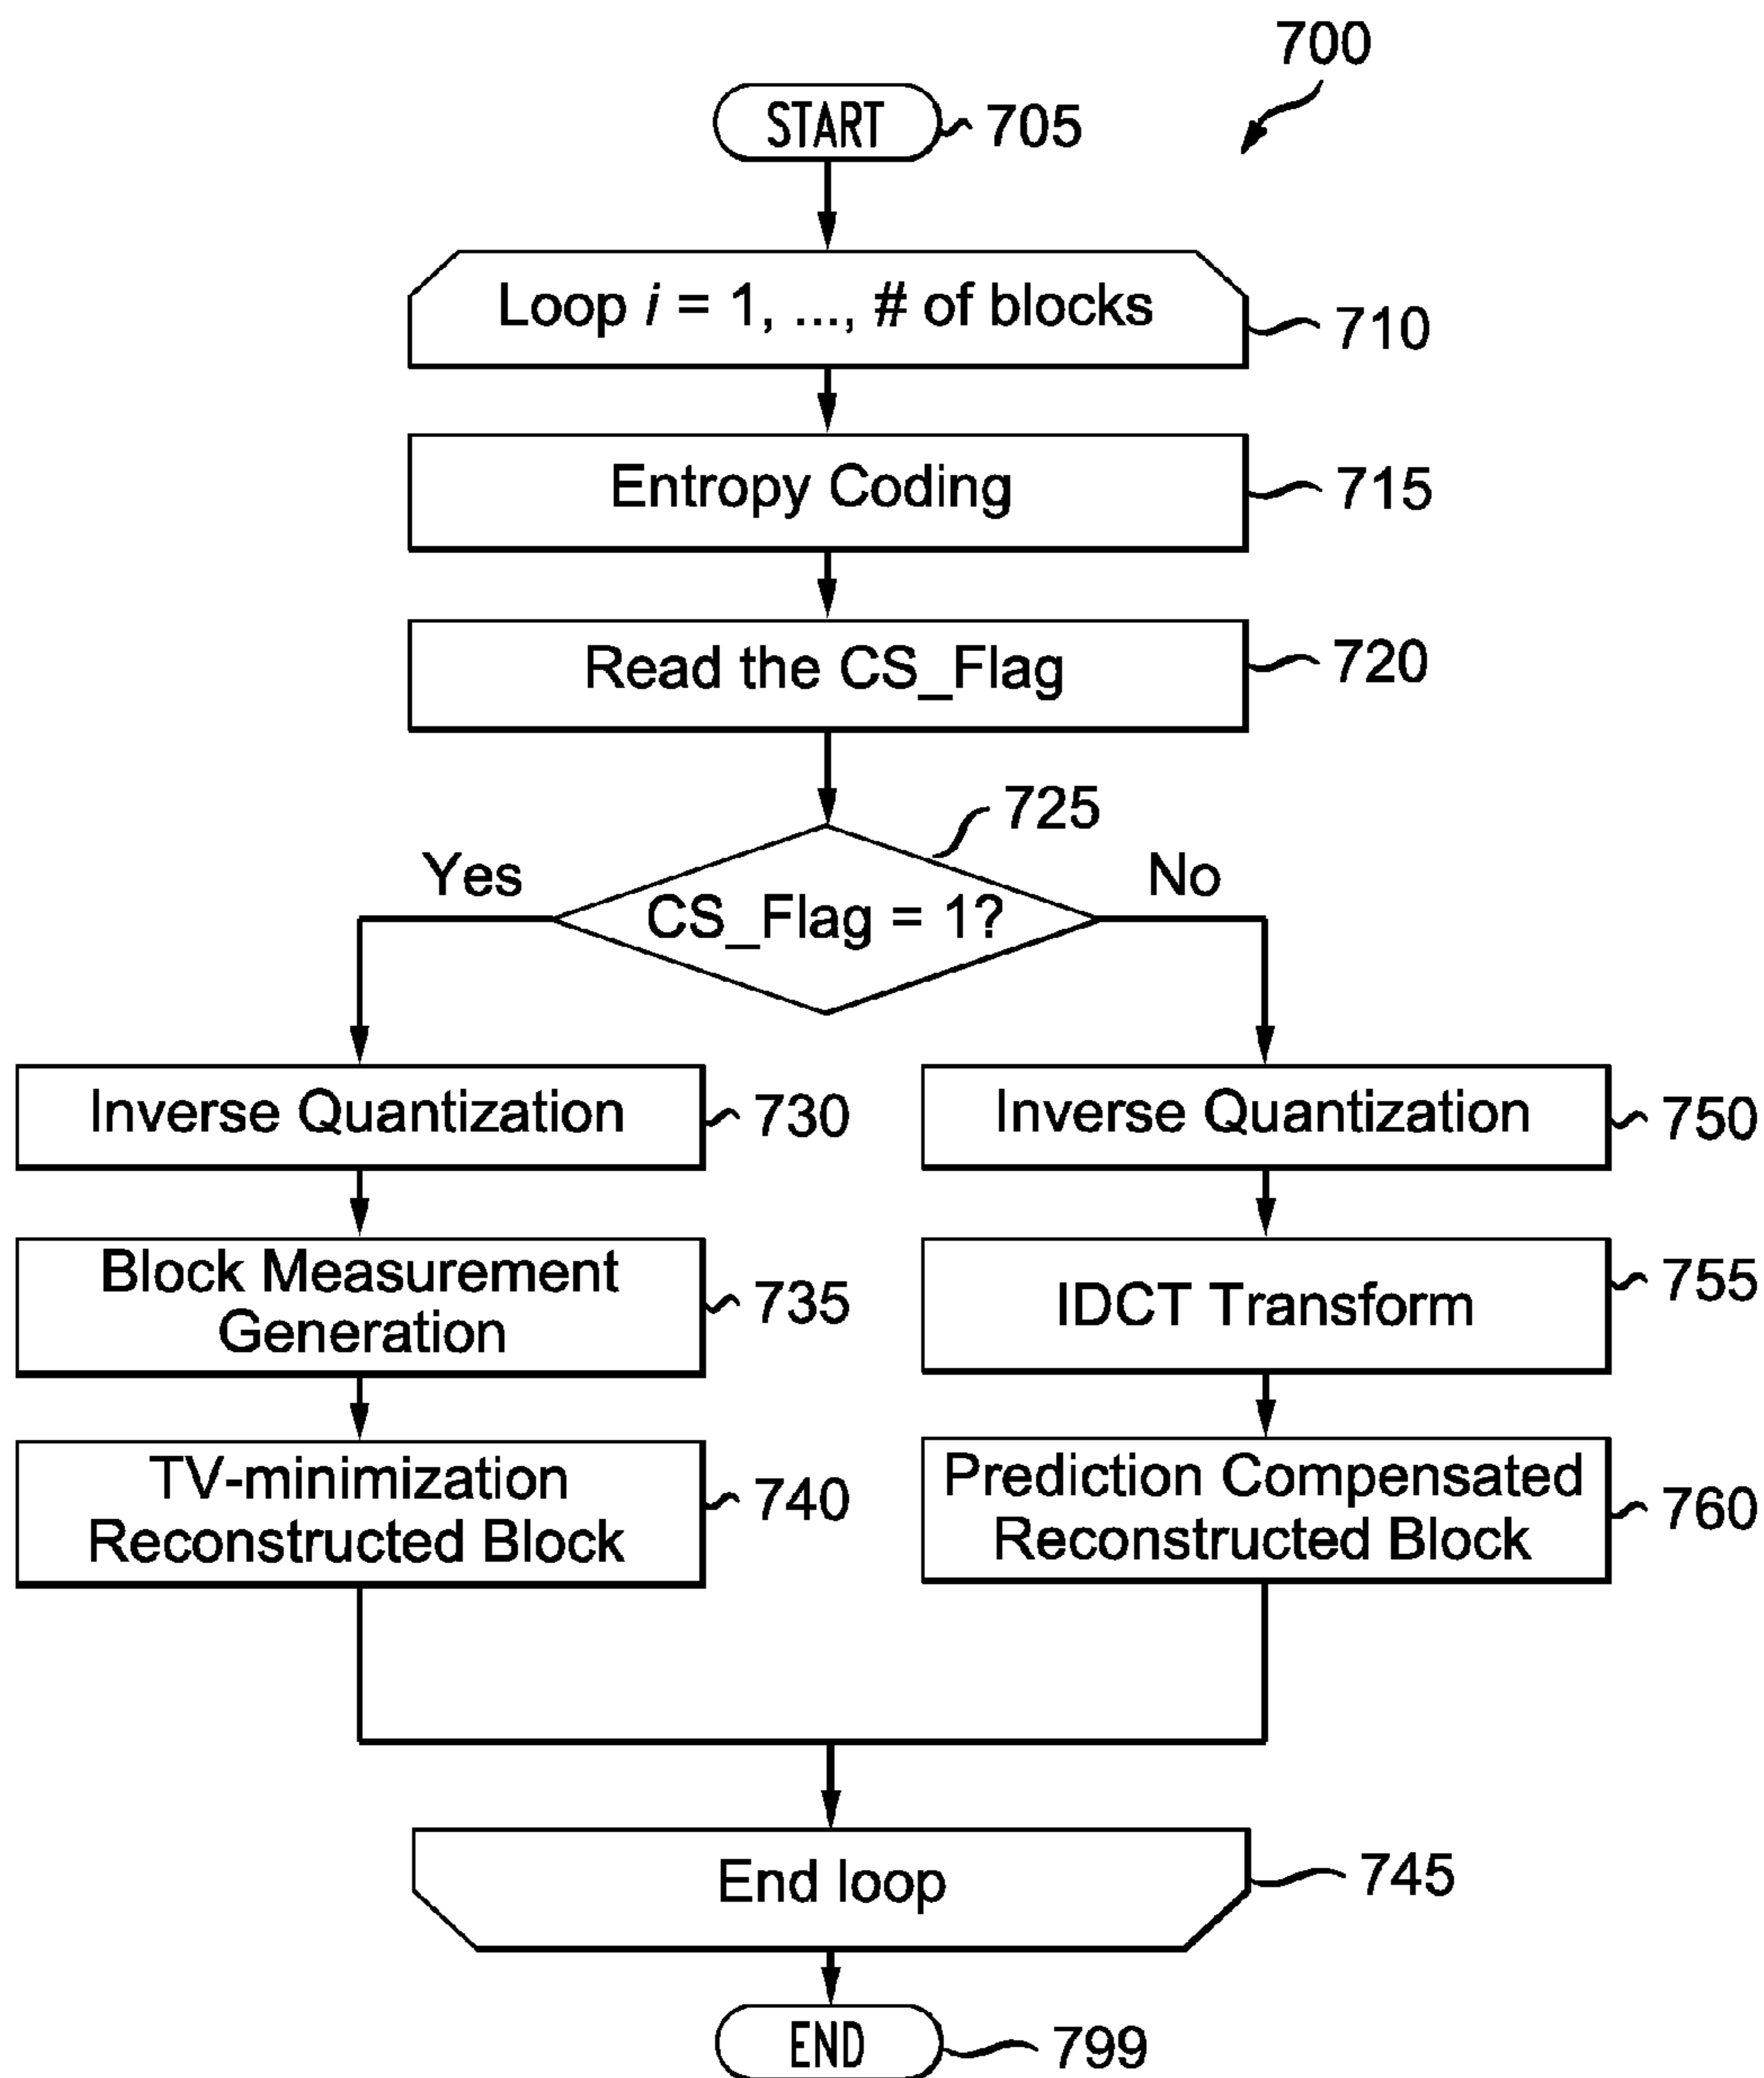 700
START
705
Loop i = 1, ..., # of blocks
710
Entropy Coding
715
Read the CS_Flag
720
725
Yes
No
CS_Flag = 1?
Inverse Quantization
730
Inverse Quantization
750
Block Measurement
Generation
735
IDCT Transform
755
TV-minimization
Reconstructed Block
740
Prediction Compensated
Reconstructed Block
760
End loop
745
END
799